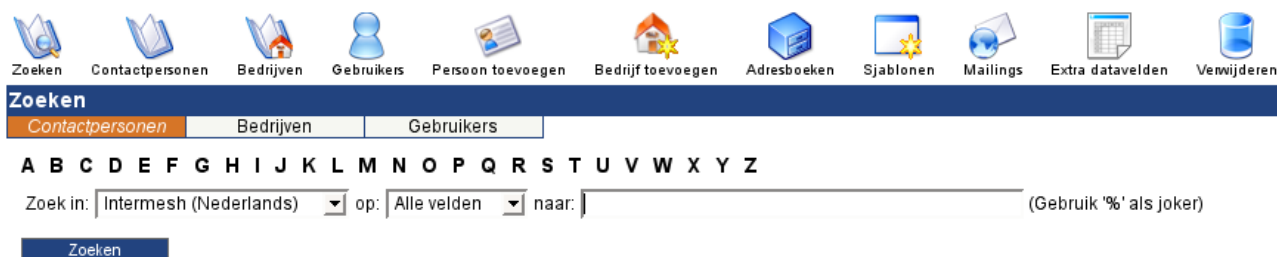 Zoeken Contactpersonen Bedrijven Gebruikers Persoon toevoegen Bedrijf toevoegen Adresboeken Sjablonen Mailings Extra datavelden Verwijderen
Zoeken
Contactpersonen Bedrijven Gebruikers
A B C D E F G H I J K L M N O P Q R S T U V W X Y Z
Zoek in: Intermesh (Nederlands) op: Alle velden naar: (Gebruik '%' als joker)
Zoeken